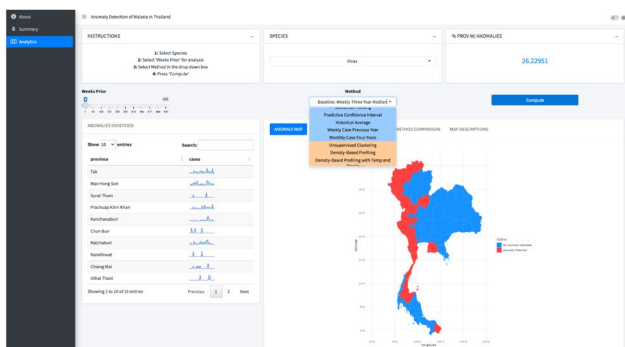 About
Summary
Analytics
Anomaly Detection of Malaria in Thailand
INSTRUCTIONS
1: Select Species
2: Select 'Weeks Prior' for analysis
3: Select Method in the drop down box
4: Press 'Compute'
SPECIES
Vivax
% PROV W/ ANOMALIES
26.22951
Weeks Prior
Method
Baseline: Weekly Three Year Median
Predictive Confidence Interval
Historical Average
Weekly Case Previous Year
Monthly Case Four Years
Unsupervised Clustering
Density-Based Profiling
Density-Based Profiling with Temp and
Compute
ANOMALIES IDENTIFIED
Show 10 entries
Search:
province cases
Tak
Mae Hong Son
Surat Thani
Prachuap Khiri Khan
Kanchanaburi
Chon Buri
Ratchaburi
Narathiwat
Chiang Mai
Uthai Thani
Showing 1 to 10 of 15 entries
Previous 1 2 Next
ANOMALY MAP
METHOD COMPARISON
MAP DESCRIPTIONS
Status
No Anomaly Detected
Anomaly Detected
longitude